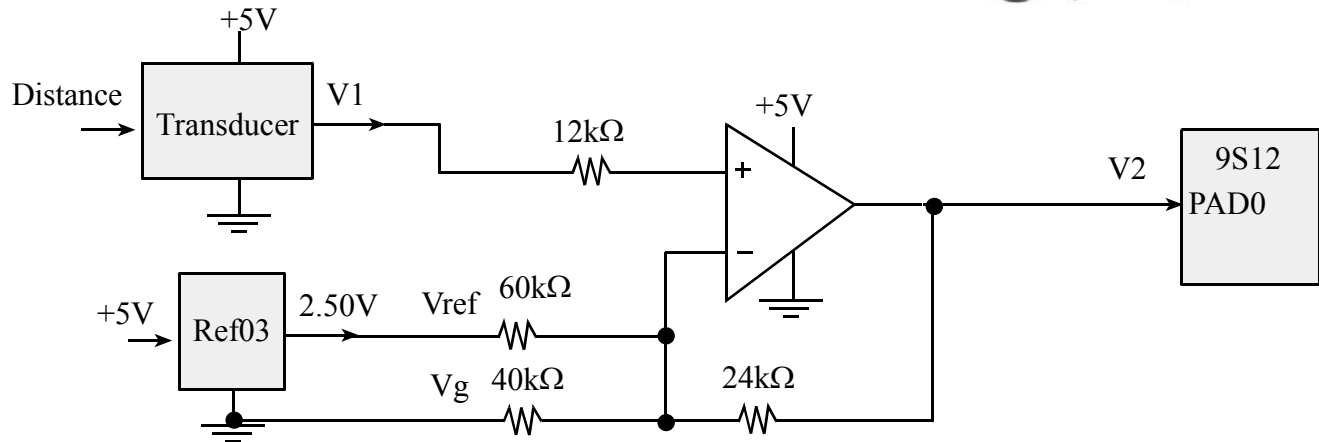 +5V
Distance
V1
Transducer
12kΩ
+5V
+
−
V2
9S12
PAD0
+5V
Ref03
2.50V
Vref
60kΩ
Vg
40kΩ
24kΩ